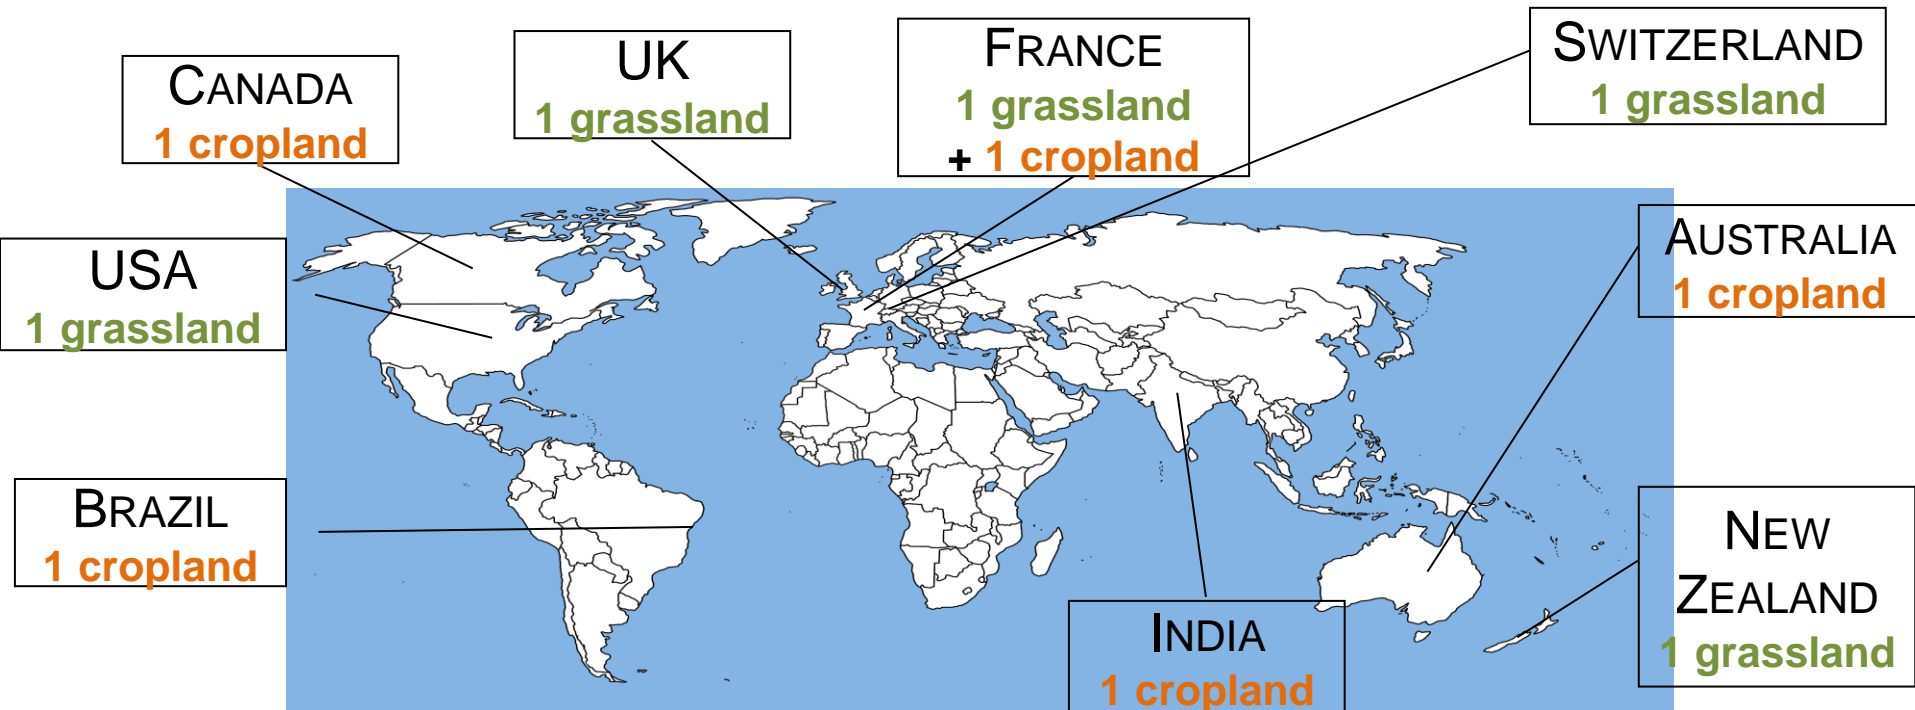 CANADA
1 cropland
UK
1 grassland
FRANCE
1 grassland
+ 1 cropland
SWITZERLAND
1 grassland
USA
1 grassland
AUSTRALIA
1 cropland
BRAZIL
1 cropland
INDIA
1 cropland
NEW
ZEALAND
1 grassland